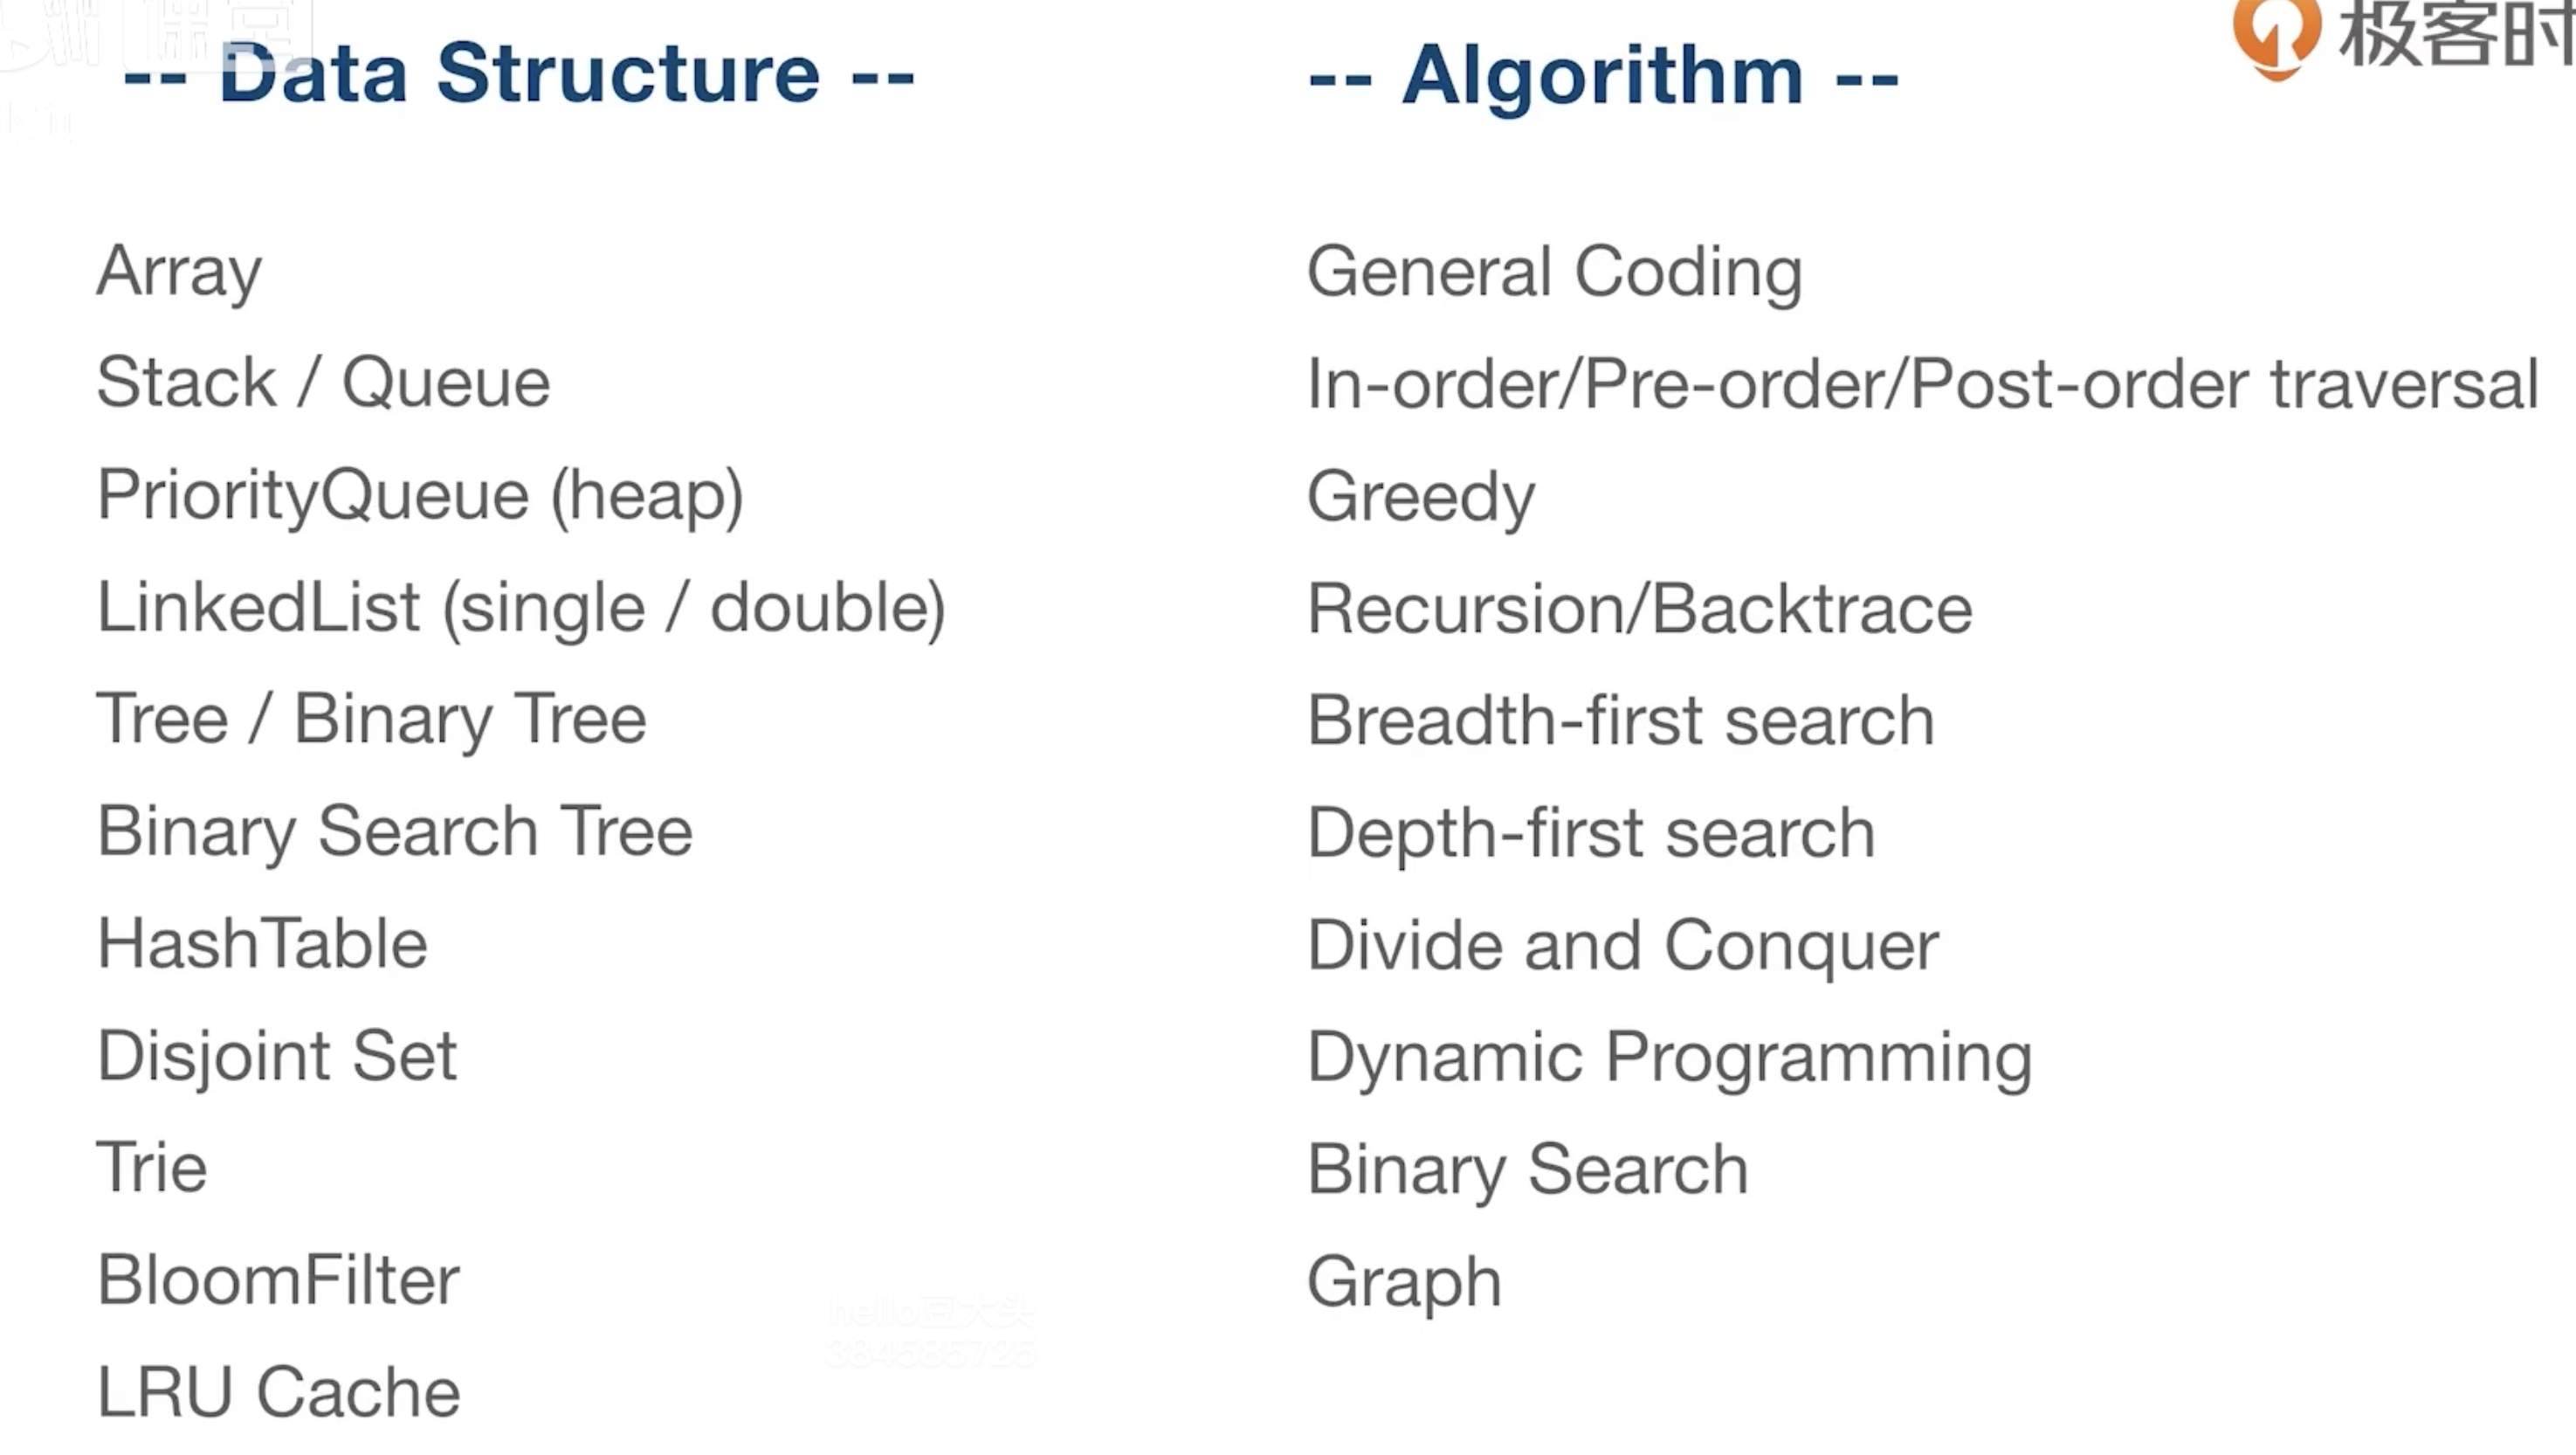 -- Data Structure --
Array
Stack / Queue
PriorityQueue (heap)
LinkedList (single / double)
Tree / Binary Tree
Binary Search Tree
HashTable
Disjoint Set
Trie
BloomFilter
LRU Cache
-- Algorithm --
General Coding
In-order/Pre-order/Post-order traversal
Greedy
Recursion/Backtrace
Breadth-first search
Depth-first search
Divide and Conquer
Dynamic Programming
Binary Search
Graph
极客时
hello豆大头
384585725